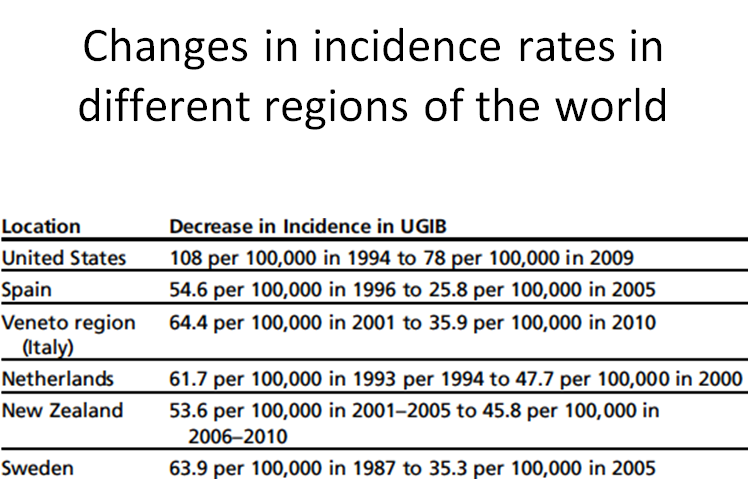 Changes in incidence rates in
different regions of the world
Location Decrease in Incidence in UGIB
United States 108 per 100,000 in 1994 to 78 per 100,000 in 2009
Spain 54.6 per 100,000 in 1996 to 25.8 per 100,000 in 2005
Veneto region 64.4 per 100,000 in 2001 to 35.9 per 100,000 in 2010
(Italy)
Netherlands 61.7 per 100,000 in 1993 per 1994 to 47.7 per 100,000 in 2000
New Zealand 53.6 per 100,000 in 2001–2005 to 45.8 per 100,000 in
2006–2010
Sweden 63.9 per 100,000 in 1987 to 35.3 per 100,000 in 2005